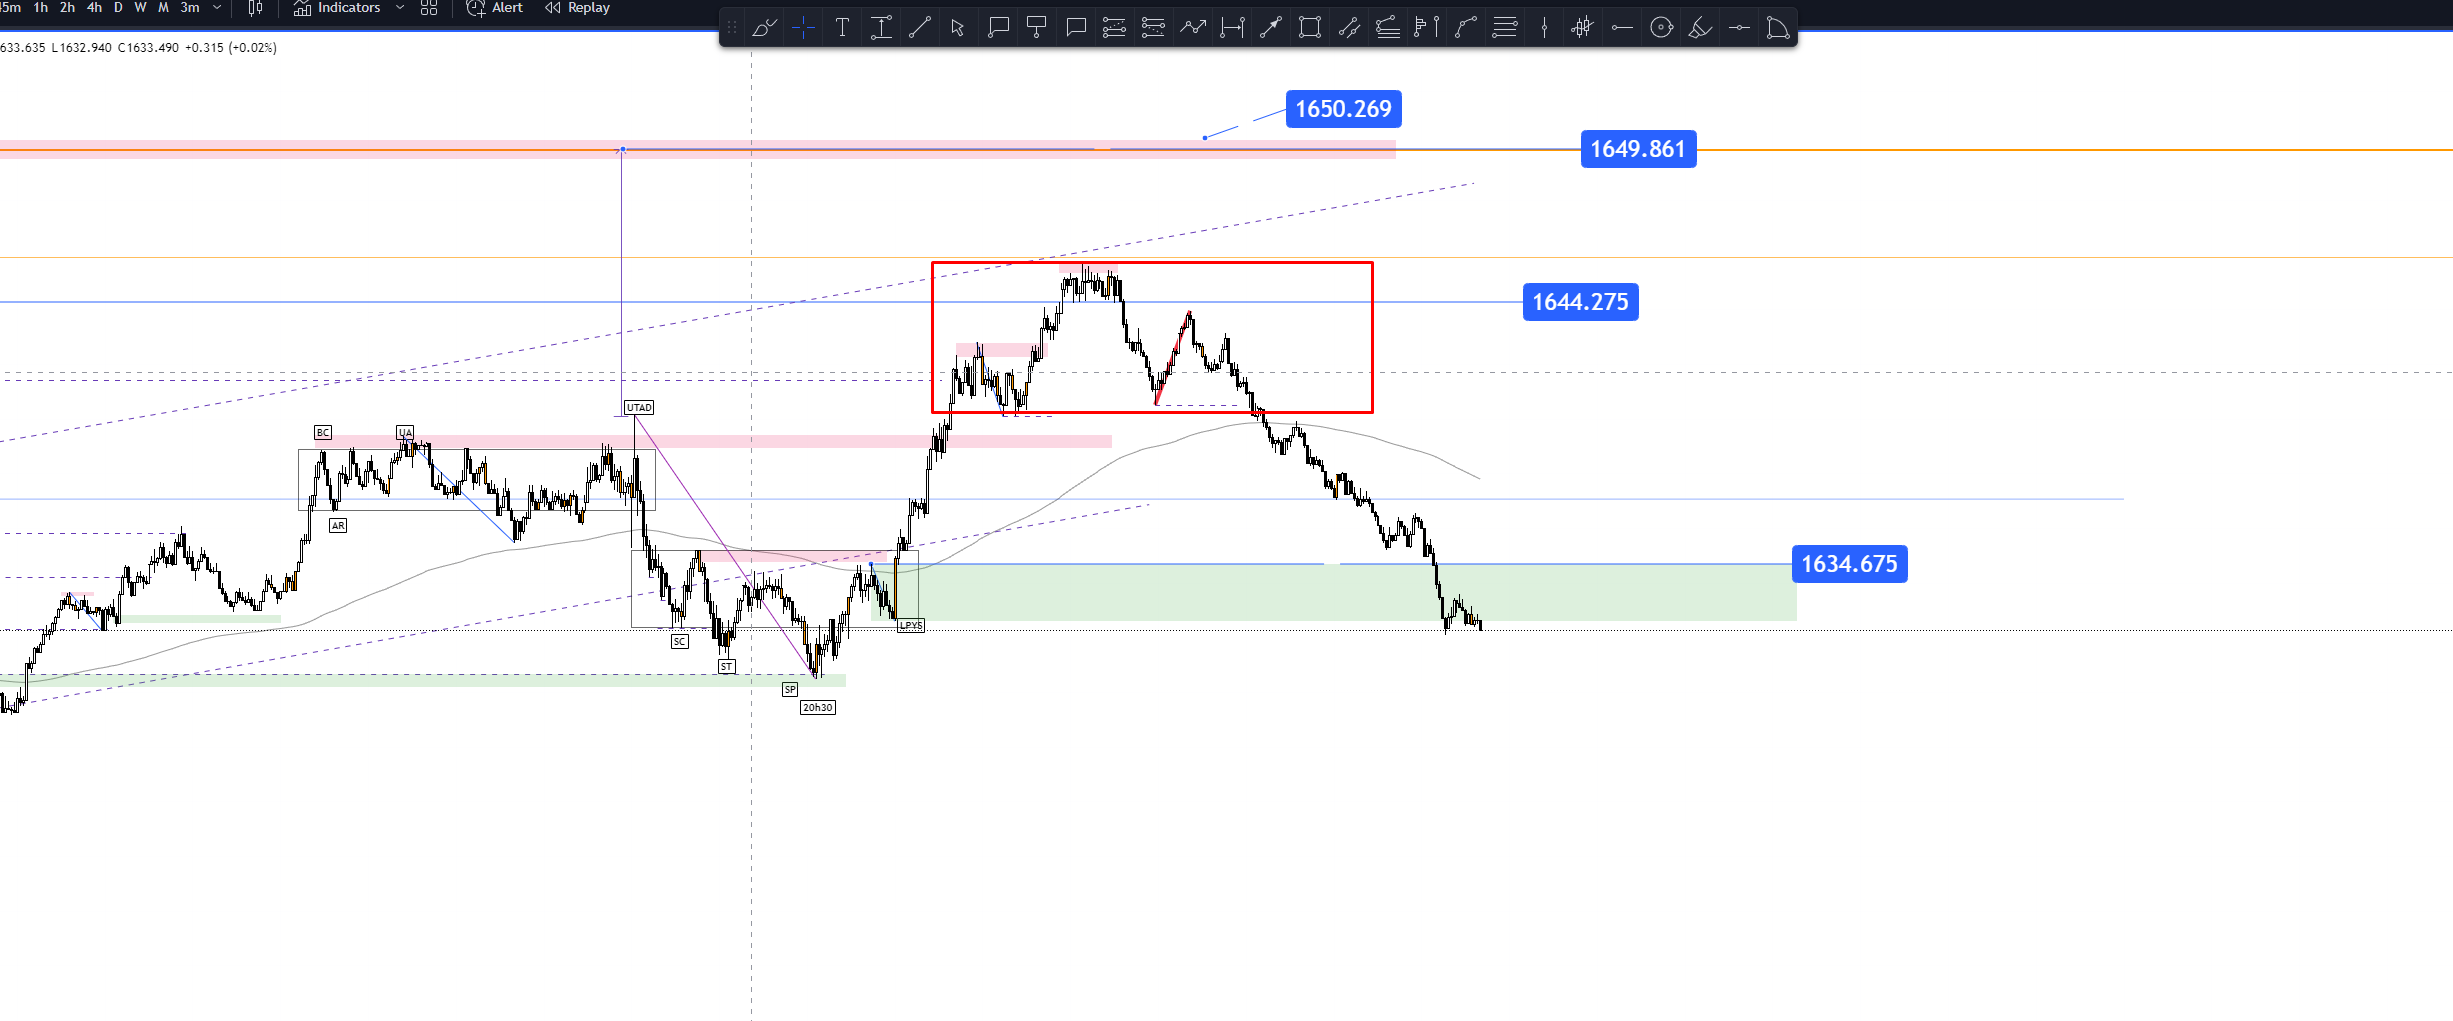 45m 1h 2h 4h D W M 3m Indicators Alert Replay
633.635 L1632.940 C1633.490 +0.315 (+0.02%)
1650.269
1649.861
1644.275
UTAD
BC
UA
AR
1634.675
LPYS
SC
ST
SP
20h30